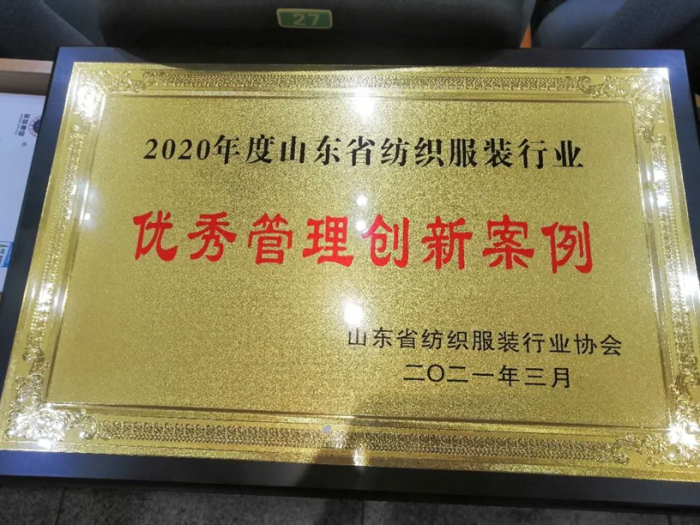 27
2020年度山东省纺织服装行业
优秀管理创新案例
山东省纺织服装行业协会
二〇二一年三月